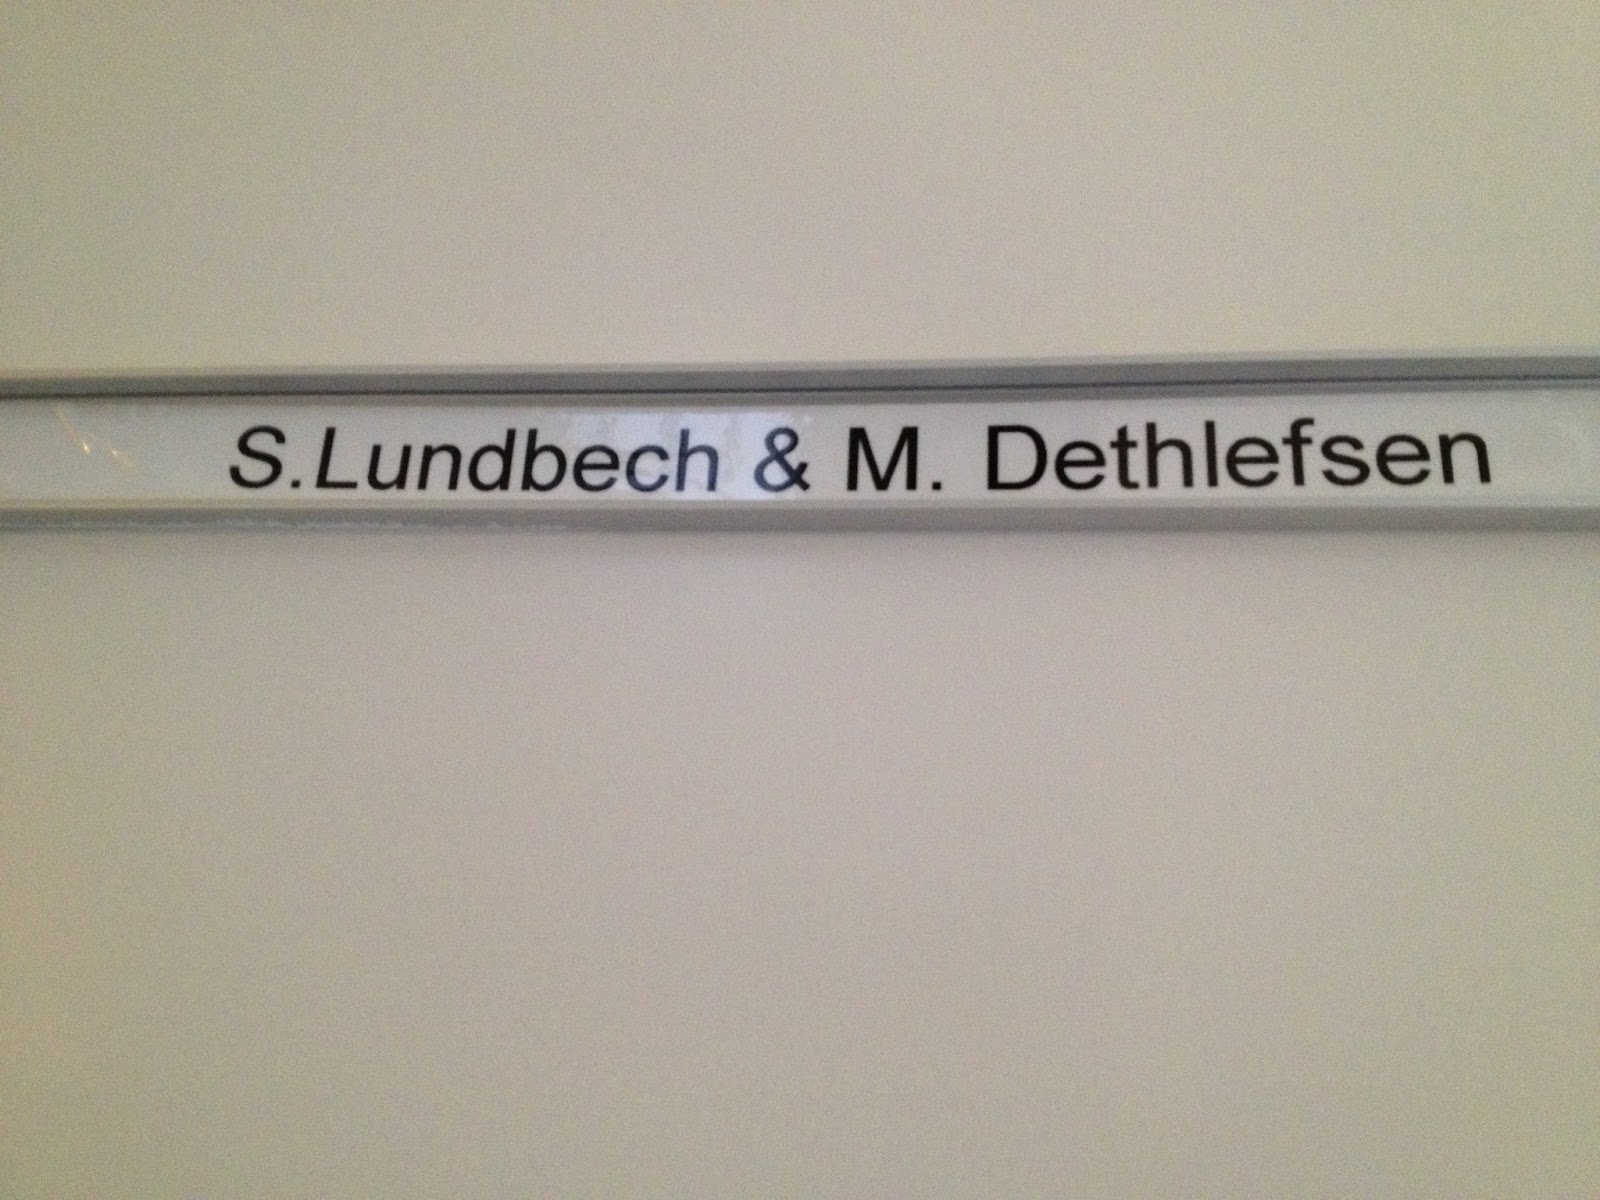 S.Lundbech & M. Dethlefsen